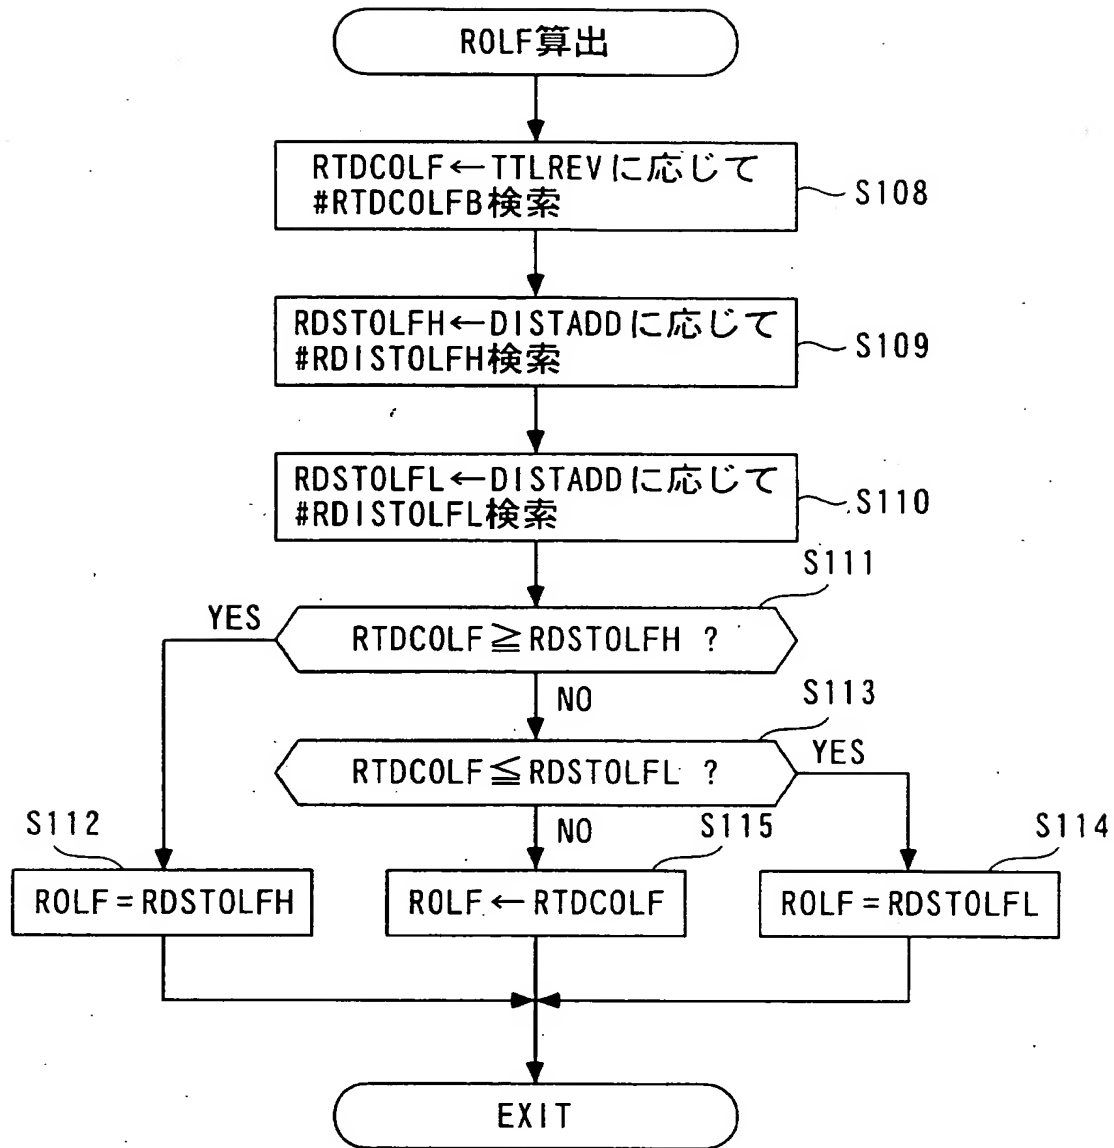 ROLF算出
RTDCOLF←TTLREVに応じて
#RTDCOLFB検索
S108
RDSTOLFH←DISTADDに応じて
#RDISTOLFH検索
S109
RDSTOLFL←DISTADDに応じて
#RDISTOLFL検索
S110
S111
YES
RTDCOLF≧RDSTOLFH ?
NO
S113
RTDCOLF≦RDSTOLFL ?
YES
S112
NO
S115
S114
ROLF=RDSTOLFH
ROLF←RTDCOLF
ROLF=RDSTOLFL
EXIT